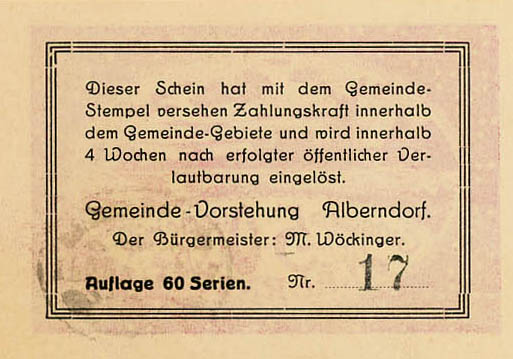 Dieser Schein hat mit dem Gemeinde-
Stempel versehen Zahlungskraft innerhalb
dem Gemeinde-Gebiete und wird innerhalb
4 Wochen nach erfolgter öffentlicher Ver-
lautbarung eingelöst.
Gemeinde-Vorstehung Alberndorf.
Der Bürgermeister: M. Wöckinger.
Auflage 60 Serien. Nr. 17